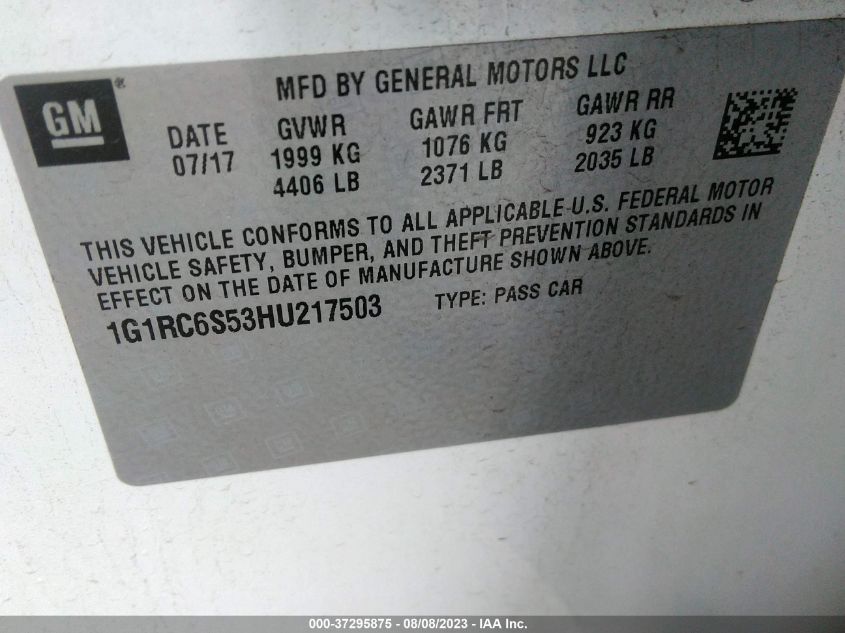 MFD BY GENERAL MOTORS LLC
GM®
DATE GVWR GAWR FRT GAWR RR
07/17 1999 KG 1076 KG 923 KG
4406 LB 2371 LB 2035 LB
THIS VEHICLE CONFORMS TO ALL APPLICABLE U.S. FEDERAL MOTOR
VEHICLE SAFETY, BUMPER, AND THEFT PREVENTION STANDARDS IN
EFFECT ON THE DATE OF MANUFACTURE SHOWN ABOVE.
1G1RC6S53HU217503 TYPE: PASS CAR
000-37295875 - 08/08/2023 - IAA Inc.